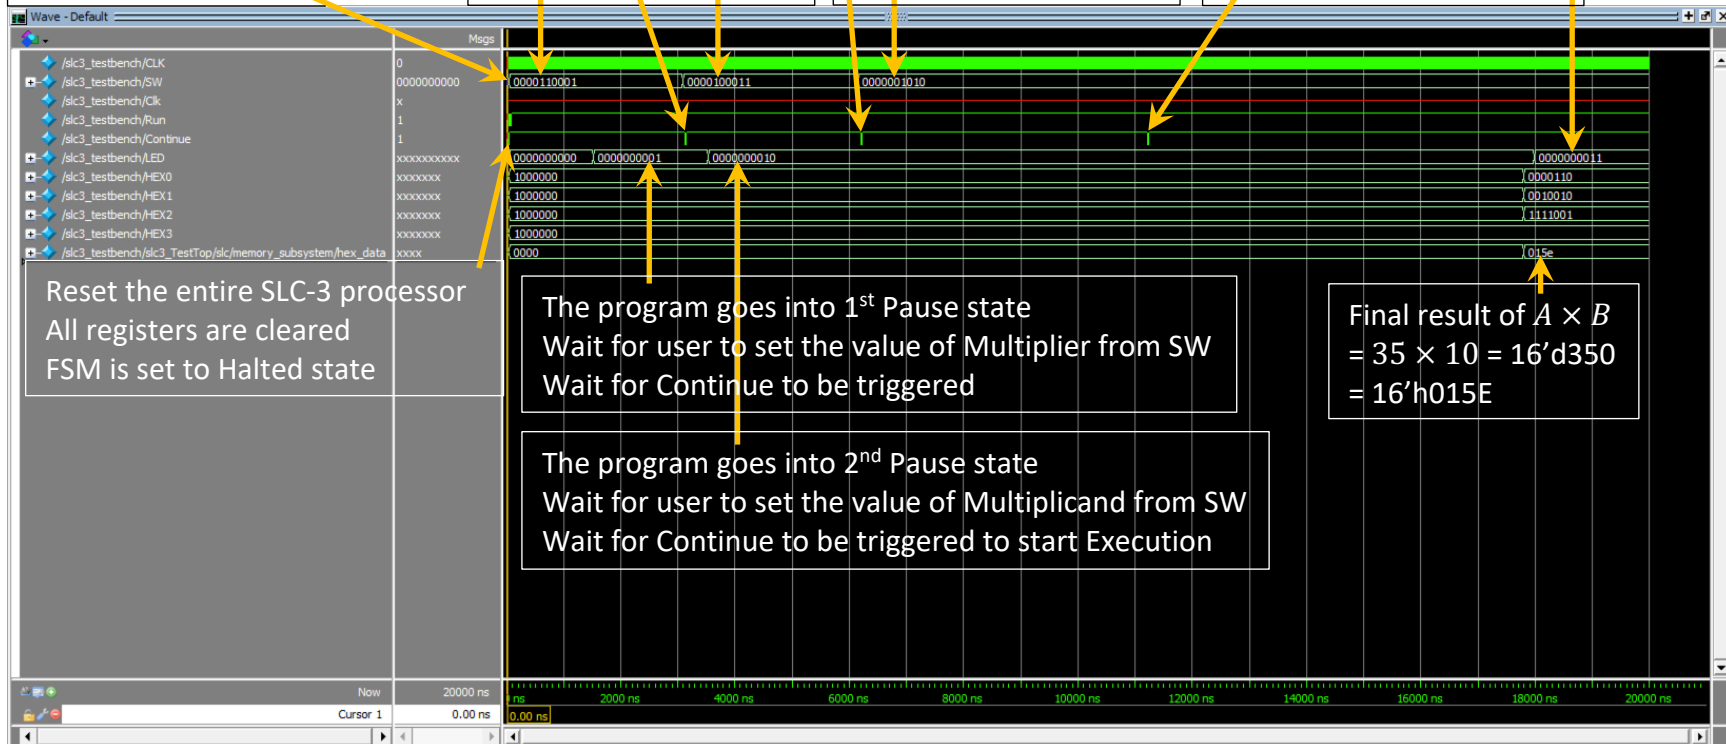 Wave - Default
Msgs
/slc3_testbench/CLK 0
/slc3_testbench/SW 0000000000 0000110001 0000100011 0000001010
/slc3_testbench/Clk x
/slc3_testbench/Run 1
/slc3_testbench/Continue 1
/slc3_testbench/LED xxxxxxxxxx 0000000000 0000000001 0000000010 0000000011
/slc3_testbench/HEX0 xxxxxxx 1000000 0000110
/slc3_testbench/HEX1 xxxxxxx 1000000 0010010
/slc3_testbench/HEX2 xxxxxxx 1000000 1111001
/slc3_testbench/HEX3 xxxxxxx 1000000
/slc3_testbench/slc3_TestTop/slc/memory_subsystem/hex_data xxxx 0000 015e
Reset the entire SLC-3 processor
All registers are cleared
FSM is set to Halted state
The program goes into 1st Pause state
Wait for user to set the value of Multiplier from SW
Wait for Continue to be triggered
Final result of A × B
= 35 × 10 = 16’d350
= 16’h015E
The program goes into 2nd Pause state
Wait for user to set the value of Multiplicand from SW
Wait for Continue to be triggered to start Execution
Now 20000 ns
ns 2000 ns 4000 ns 6000 ns 8000 ns 10000 ns 12000 ns 14000 ns 16000 ns 18000 ns 20000 ns
Cursor 1 0.00 ns 0.00 ns